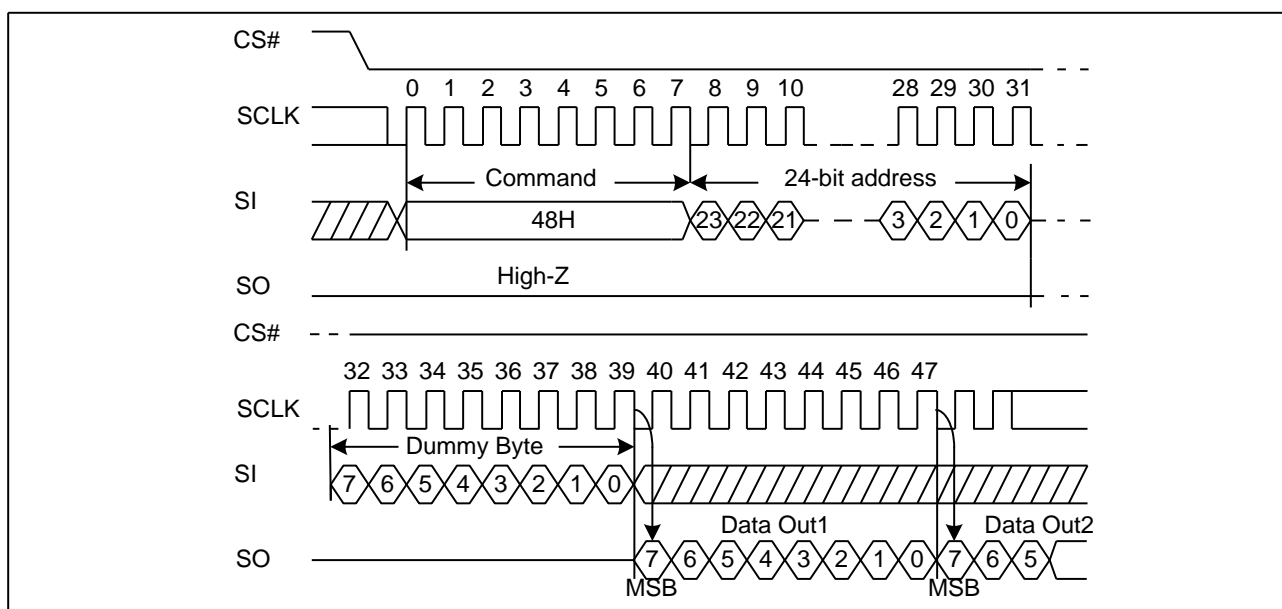 CS#
0 1 2 3 4 5 6 7 8 9 10 28 29 30 31
SCLK
Command 24-bit address
SI
48H 23 22 21 3 2 1 0
High-Z
SO
CS#
32 33 34 35 36 37 38 39 40 41 42 43 44 45 46 47
SCLK
Dummy Byte
SI
7 6 5 4 3 2 1 0
Data Out1 Data Out2
SO
7 6 5 4 3 2 1 0 7 6 5
MSB MSB